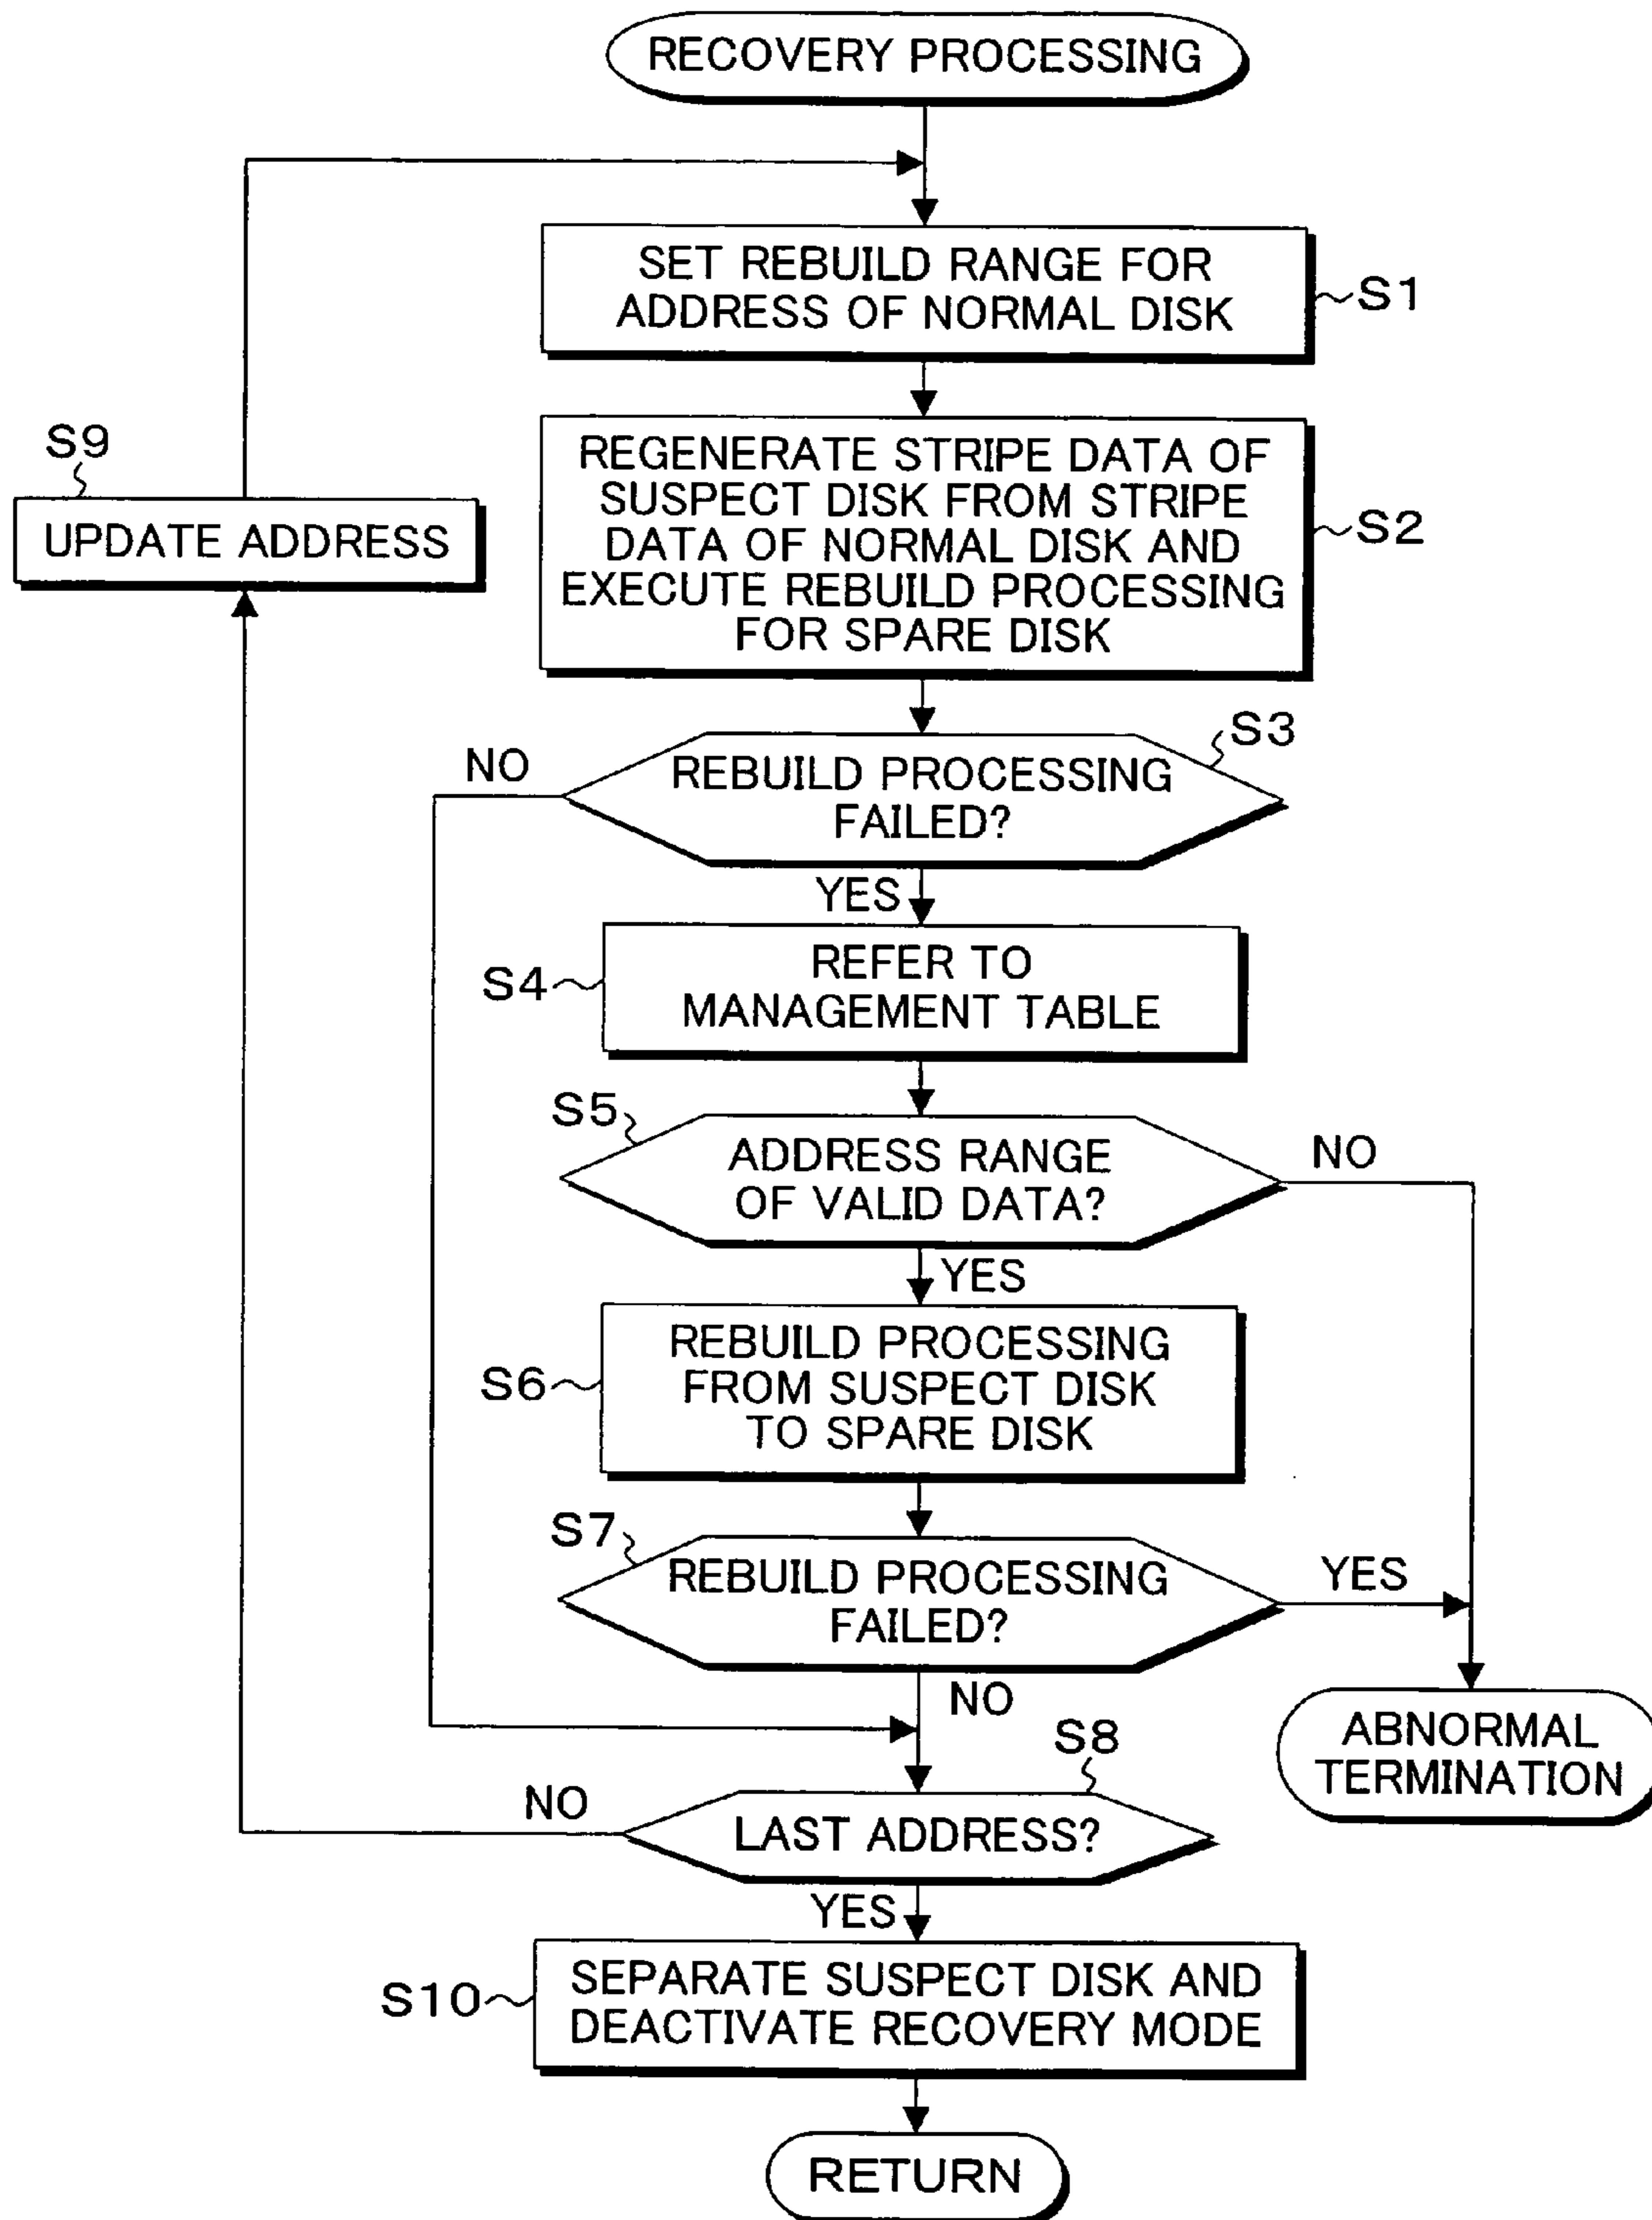 RECOVERY PROCESSING
SET REBUILD RANGE FOR
ADDRESS OF NORMAL DISK
S1
S9
UPDATE ADDRESS
REGENERATE STRIPE DATA OF
SUSPECT DISK FROM STRIPE
DATA OF NORMAL DISK AND
EXECUTE REBUILD PROCESSING
FOR SPARE DISK
S2
S3
NO
REBUILD PROCESSING
FAILED?
YES
S4
REFER TO
MANAGEMENT TABLE
S5
ADDRESS RANGE
OF VALID DATA?
NO
YES
S6
REBUILD PROCESSING
FROM SUSPECT DISK
TO SPARE DISK
S7
REBUILD PROCESSING
FAILED?
YES
NO
ABNORMAL
TERMINATION
S8
NO
LAST ADDRESS?
YES
S10
SEPARATE SUSPECT DISK AND
DEACTIVATE RECOVERY MODE
RETURN